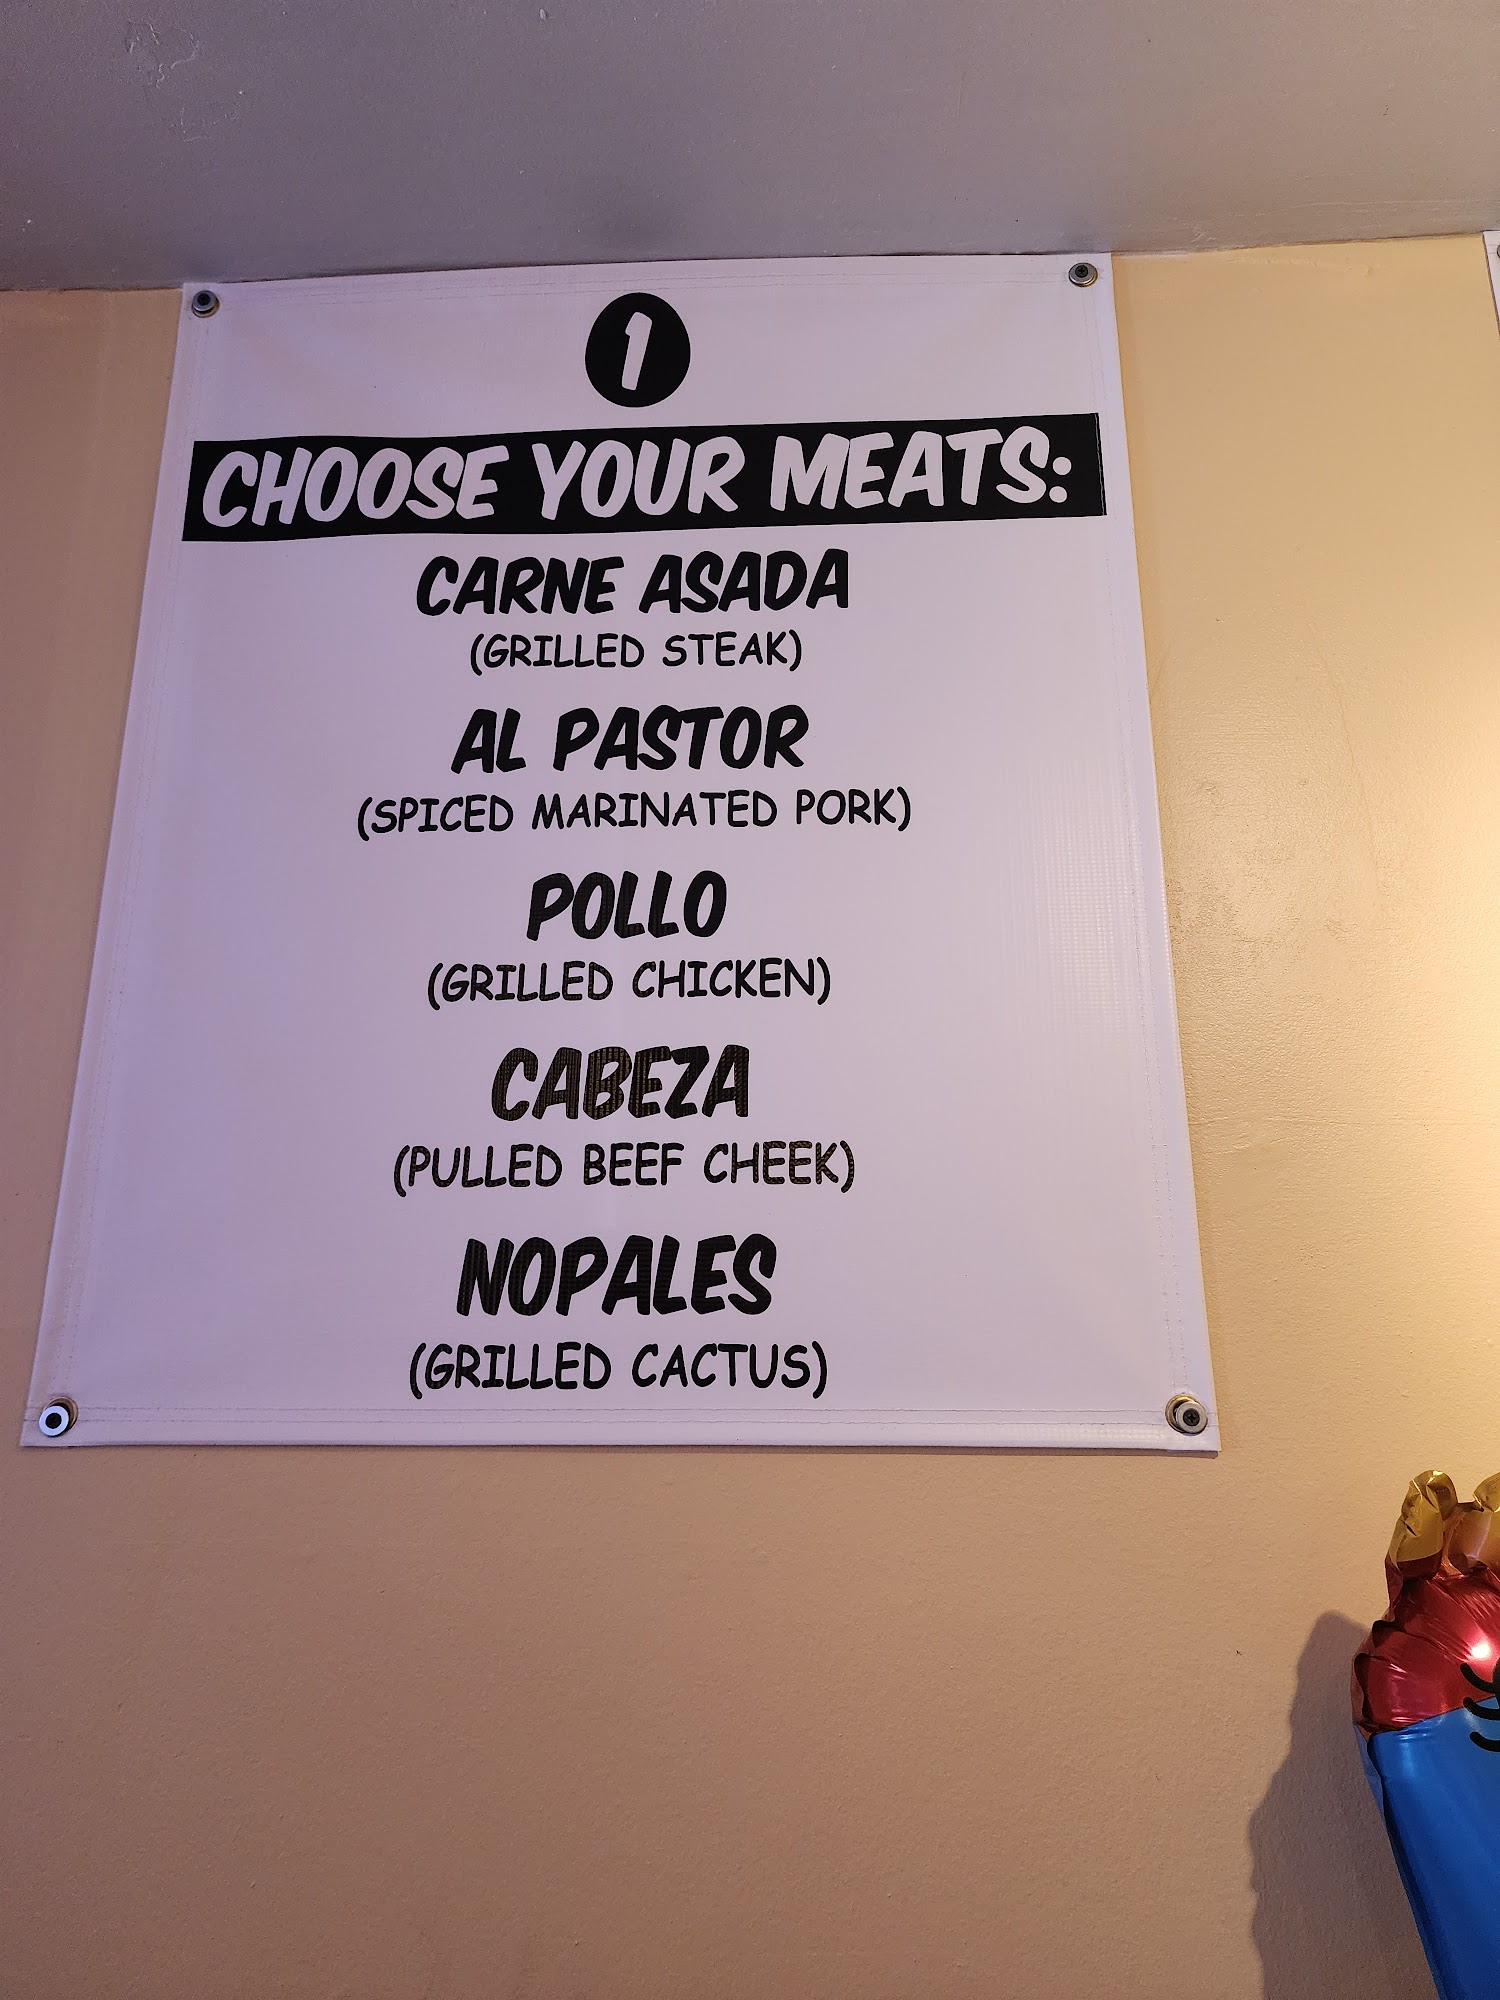 1
CHOOSE YOUR MEATS:
CARNE ASADA
(GRILLED STEAK)
AL PASTOR
(SPICED MARINATED PORK)
POLLO
(GRILLED CHICKEN)
CABEZA
(PULLED BEEF CHEEK)
NOPALES
(GRILLED CACTUS)